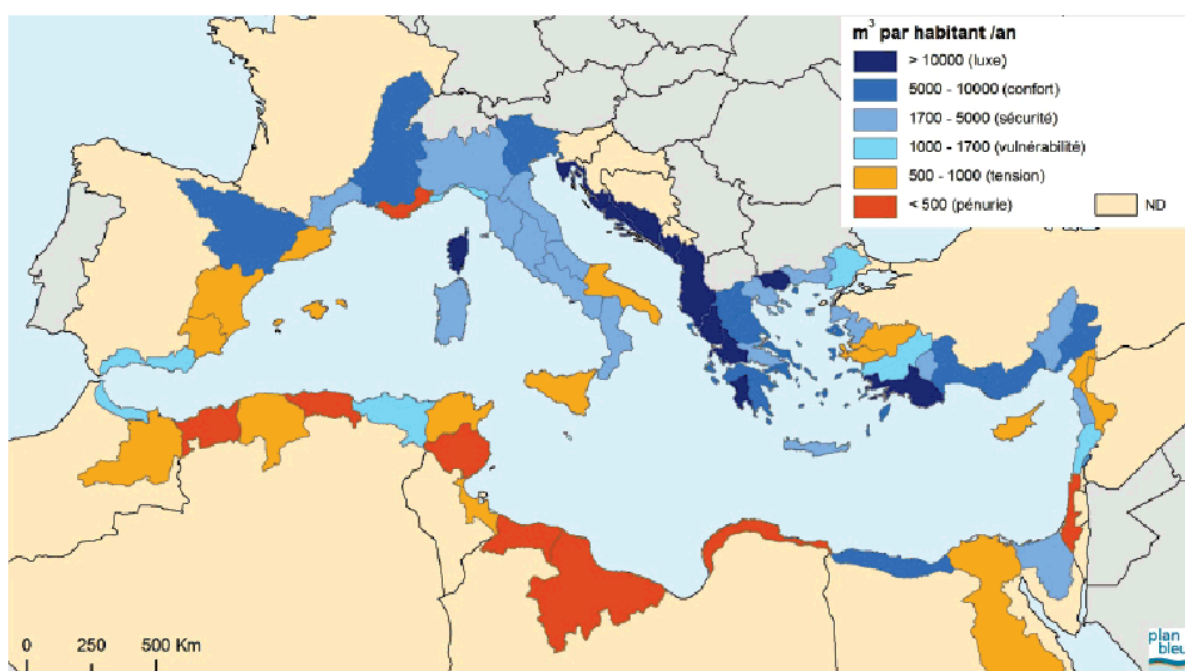 m³ par habitant /an
> 10000 (luxe)
5000 - 10000 (confort)
1700 - 5000 (sécurité)
1000 - 1700 (vulnérabilité)
500 - 1000 (tension)
< 500 (pénurie)
ND
0 250 500 Km
plan
bleu